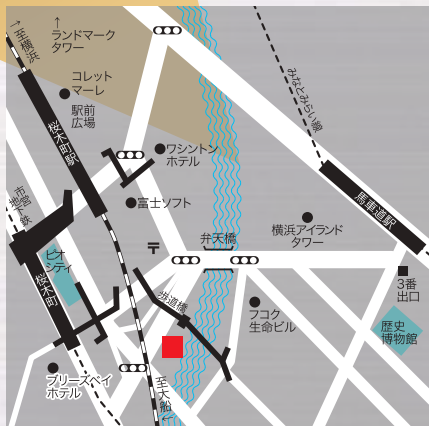 →至横浜
↑
ランドマーク
タワー
コレット
マーレ
駅前
広場
桜木町駅
ワシントン
ホテル
富士ソフト
みなとみらい線
馬車道駅
横浜アイランド
タワー
弁天橋
〒
市営
地下鉄
桜木町
ピオ
シティ
歩道橋
フコク
生命ビル
3番
出口
歴史
博物館
ブリーズベイ
ホテル
至大船→